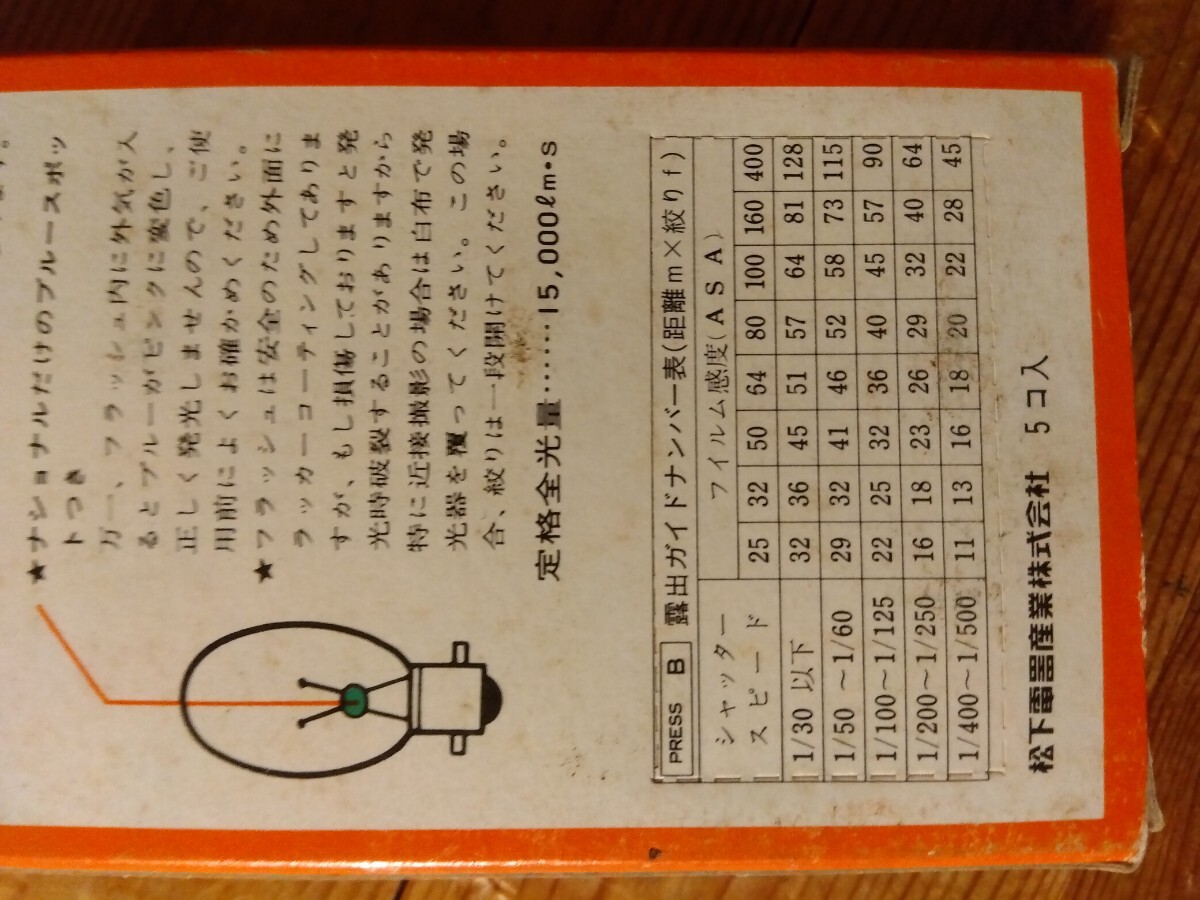 ★ナショナルだけのブルースポッ
トつき
万一、フラッシュ内に外気が入
るとブルーがピンクに変色し、
正しく発光しませんので、ご使
用前によくお確かめください。
★フラッシュは安全のため外面に
ラッカーコーティングしてありま
すが、もし損傷しておりますと発
光時破裂することがありますから
特に近接撮影の場合は白布で発
光器を覆ってください。この場
合、絞りは一段開けてください。
定格全光量……15,000ℓm・s
PRESS B 露出ガイドナンバー表(距離m×絞りf)
シャッタースピード フイルム感度(ASA)
25 32 50 64 80 100 160 400
1/30以下 32 36 45 51 57 64 81 128
1/50～1/60 29 32 41 46 52 58 73 115
1/100～1/125 22 25 32 36 40 45 57 90
1/200～1/250 16 18 23 26 29 32 40 64
1/400～1/500 11 13 16 18 20 22 28 45
松下電器産業株式会社 5コ入